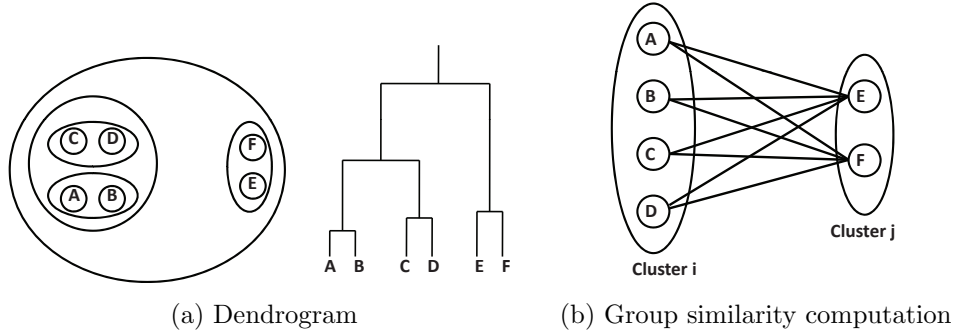 C D
A B
F
E
A B C D E F
(a) Dendrogram
A
B
C
D
E
F
Cluster i
Cluster j
(b) Group similarity computation